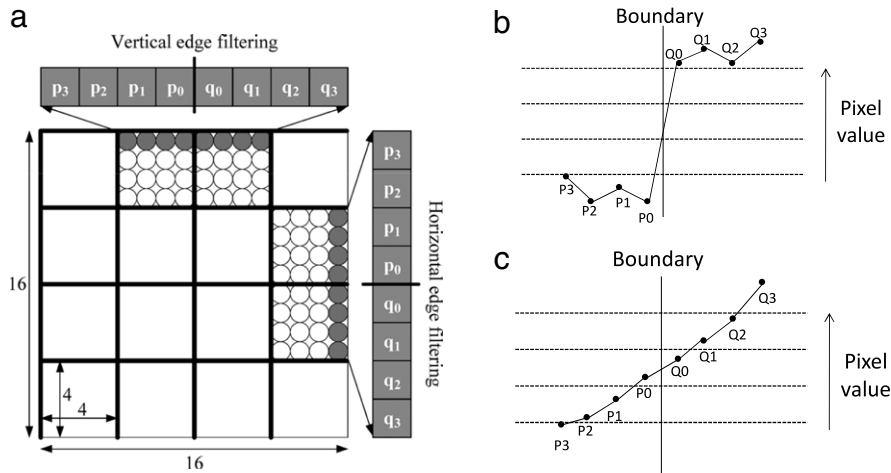 a
Vertical edge filtering
p3 p2 p1 p0 q0 q1 q2 q3
16
4
4
16
p3
p2
p1
p0
q0
q1
q2
q3
Horizontal edge filtering
b
Boundary
Q0 Q1 Q2 Q3
P3 P2 P1 P0
Pixel
value
c
Boundary
P3 P2 P1 P0 Q0 Q1 Q2 Q3
Pixel
value